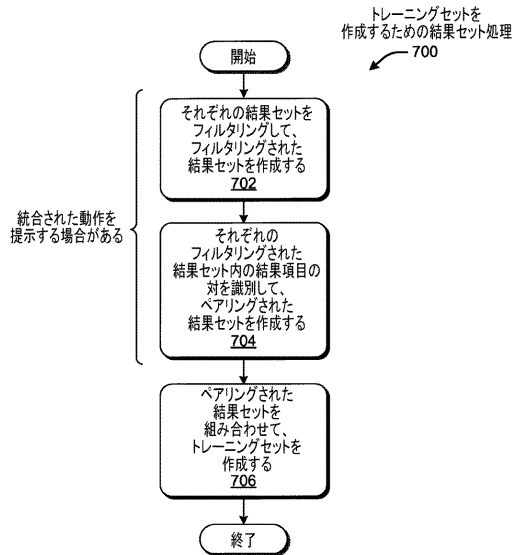 トレーニングセットを
作成するための結果セット処理
700
開始
それぞれの結果セットを
フィルタリングして、
フィルタリングされた
結果セットを作成する
702
統合された動作を
提示する場合がある
それぞれの
フィルタリングされた
結果セット内の結果項目の
対を識別して、
ペアリングされた
結果セットを作成する
704
ペアリングされた
結果セットを
組み合わせて、
トレーニングセットを
作成する
706
終了